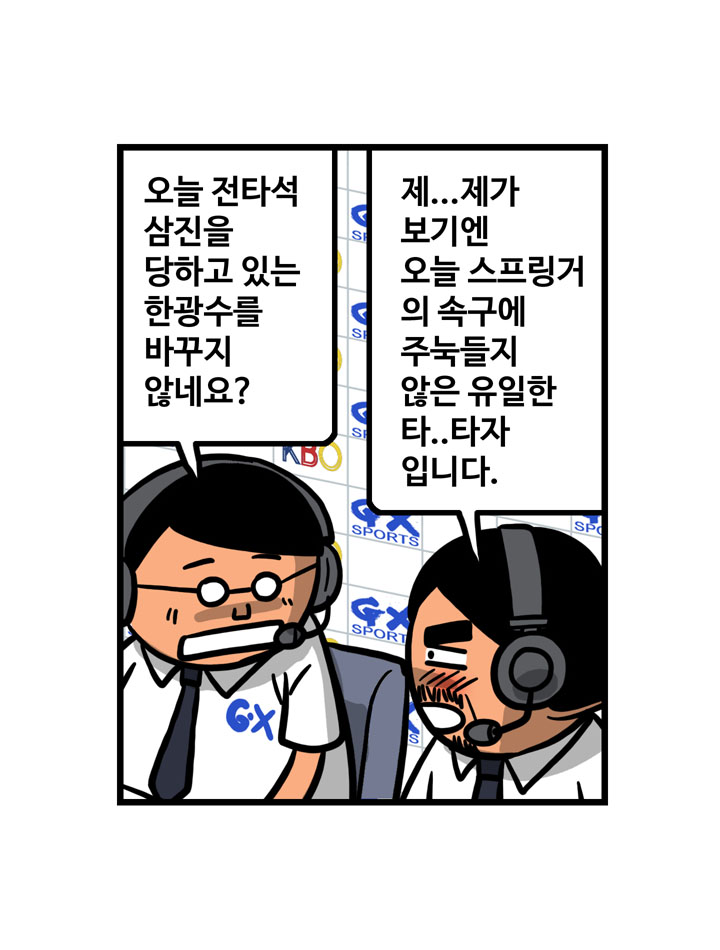 오늘 전타석
삼진을
당하고 있는
한광수를
바꾸지
않네요?
제...제가
보기엔
오늘 스프링거
의 속구에
주눅들지
않은 유일한
타..타자
입니다.
KBO
GX
SPORTS
GX
SPORTS
GX